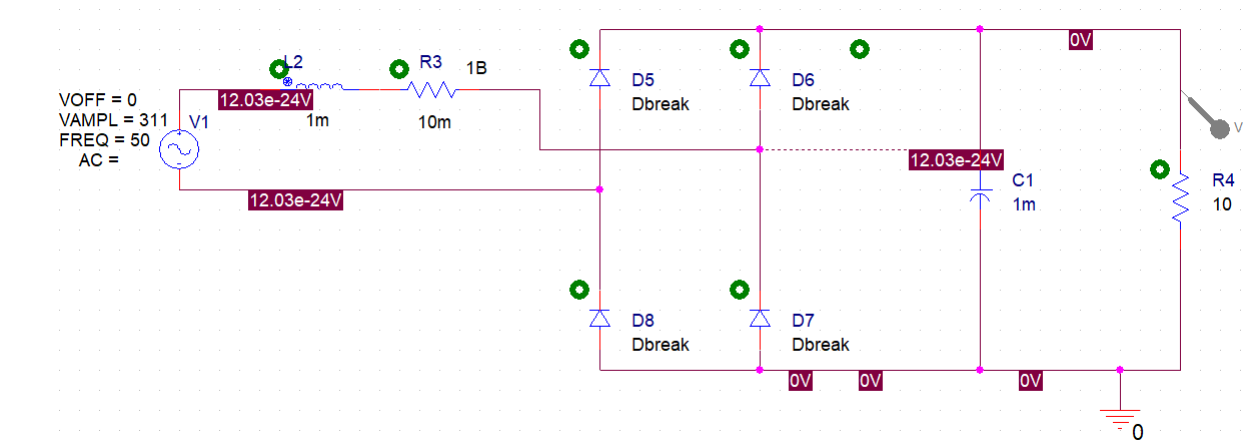 0V
L2
R3
1B
D5
D6
VOFF = 0
VAMPL = 311
V1
12.03e-24V
1m
10m
Dbreak
Dbreak
V
FREQ = 50
AC =
12.03e-24V
C1
1m
R4
10
12.03e-24V
D8
D7
Dbreak
Dbreak
0V
0V
0V
0